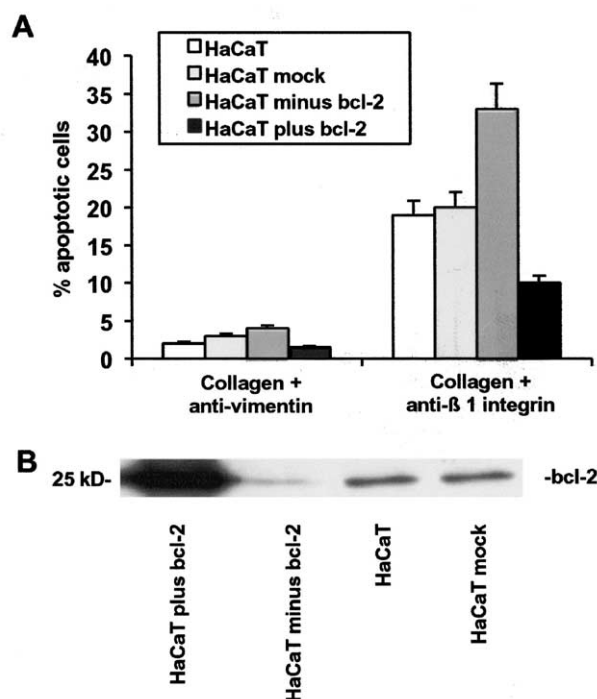 A
HaCaT
HaCaT mock
HaCaT minus bcl-2
HaCaT plus bcl-2
% apoptotic cells
40
35
30
25
20
15
10
5
0
Collagen +
anti-vimentin
Collagen +
anti-ß 1 integrin
B
25 kD-
-bcl-2
HaCaT plus bcl-2
HaCaT minus bcl-2
HaCaT
HaCaT mock